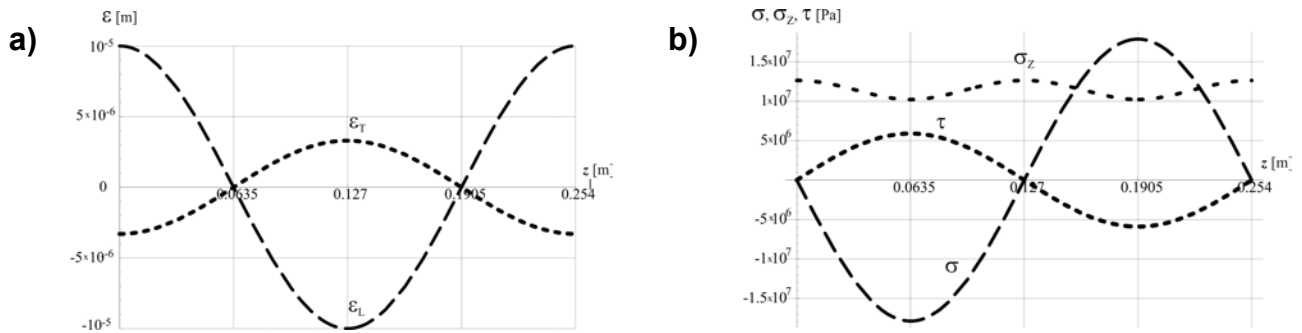 a)
ε [m]
10⁻⁵
5×10⁻⁶
0
-5×10⁻⁶
-10⁻⁵
ε_T
ε_L
z [m]
0.0635
0.127
0.1905
0.254
b)
σ, σ_Z, τ [Pa]
1.5×10⁷
1×10⁷
5×10⁶
-5×10⁶
-1×10⁷
-1.5×10⁷
σ_Z
τ
σ
z [m]
0.0635
0.127
0.1905
0.254